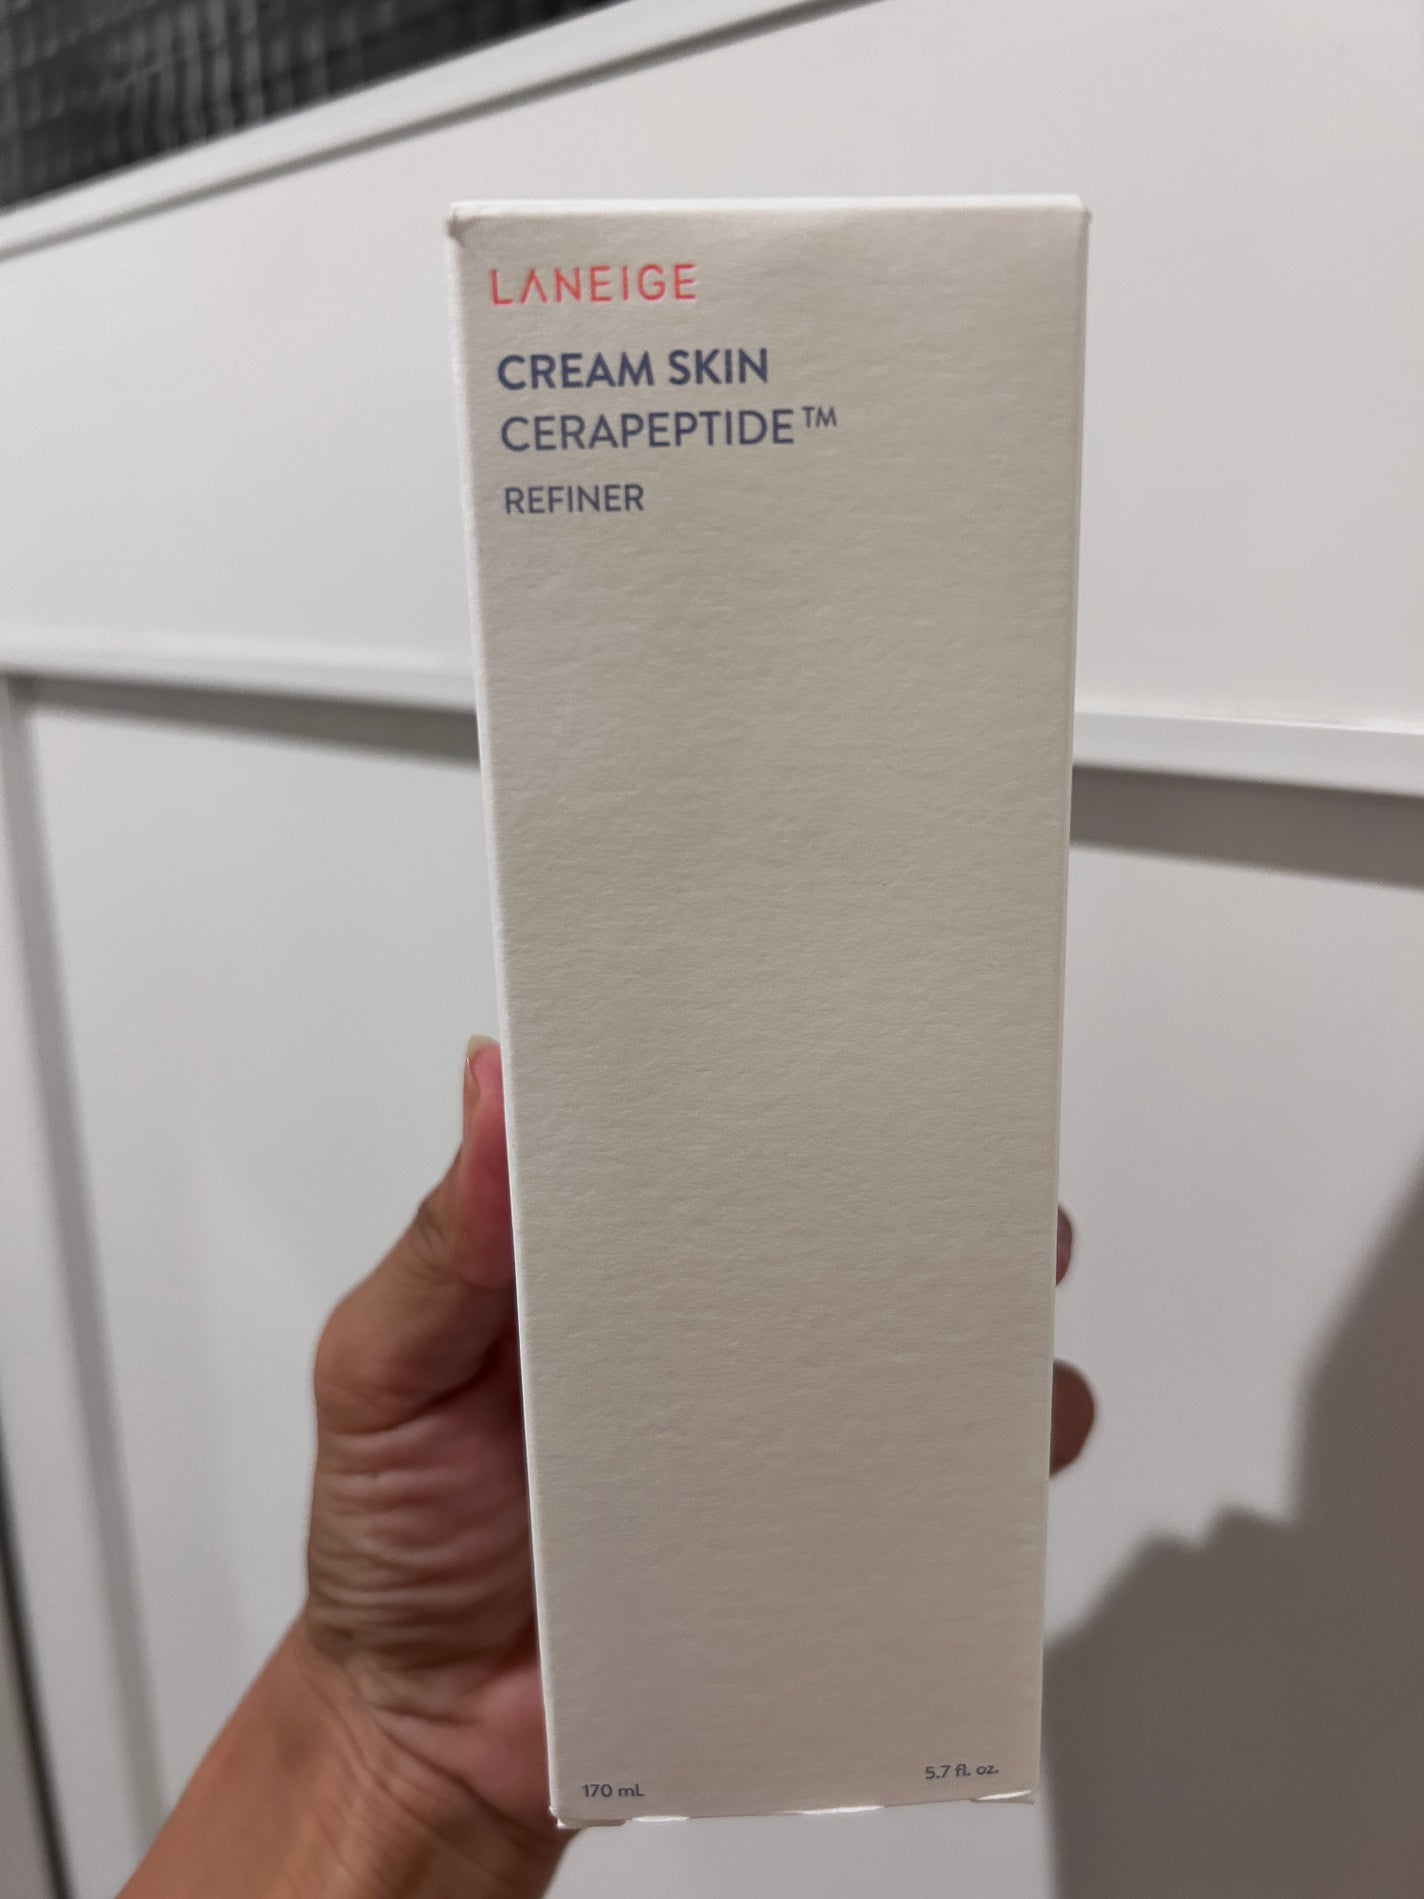 LANEIGE
CREAM SKIN
CERAPEPTIDE™
REFINER
170 mL
5.7 fl. oz.